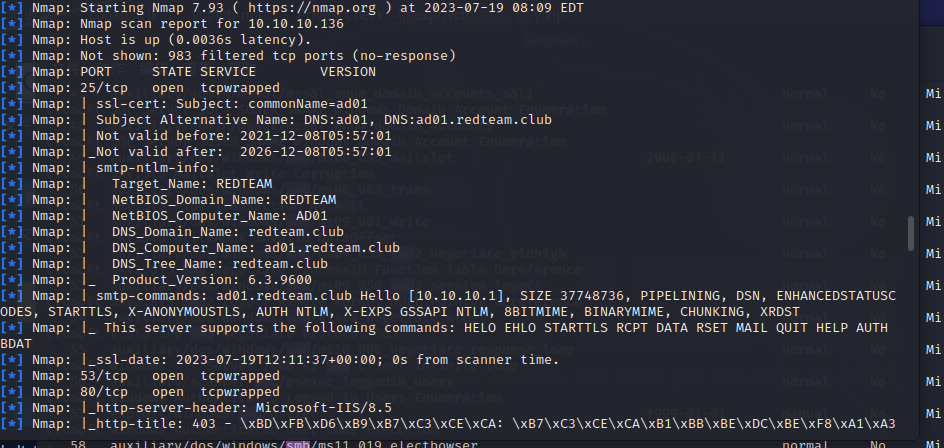 [*] Nmap: Starting Nmap 7.93 ( https://nmap.org ) at 2023-07-19 08:09 EDT
[*] Nmap: Nmap scan report for 10.10.10.136
[*] Nmap: Host is up (0.0036s latency).
[*] Nmap: Not shown: 983 filtered tcp ports (no-response)
[*] Nmap: PORT     STATE SERVICE        VERSION
[*] Nmap: 25/tcp   open  tcpwrapped
[*] Nmap: | ssl-cert: Subject: commonName=ad01
[*] Nmap: | Subject Alternative Name: DNS:ad01, DNS:ad01.redteam.club
[*] Nmap: | Not valid before: 2021-12-08T05:57:01
[*] Nmap: |_Not valid after:  2026-12-08T05:57:01
[*] Nmap: | smtp-ntlm-info:
[*] Nmap: |   Target_Name: REDTEAM
[*] Nmap: |   NetBIOS_Domain_Name: REDTEAM
[*] Nmap: |   NetBIOS_Computer_Name: AD01
[*] Nmap: |   DNS_Domain_Name: redteam.club
[*] Nmap: |   DNS_Computer_Name: ad01.redteam.club
[*] Nmap: |   DNS_Tree_Name: redteam.club
[*] Nmap: |_  Product_Version: 6.3.9600
[*] Nmap: | smtp-commands: ad01.redteam.club Hello [10.10.10.1], SIZE 37748736, PIPELINING, DSN, ENHANCEDSTATUSC
ODES, STARTTLS, X-ANONYMOUSTLS, AUTH NTLM, X-EXPS GSSAPI NTLM, 8BITMIME, BINARYMIME, CHUNKING, XRDST
[*] Nmap: |_ This server supports the following commands: HELO EHLO STARTTLS RCPT DATA RSET MAIL QUIT HELP AUTH
BDAT
[*] Nmap: |_ssl-date: 2023-07-19T12:11:37+00:00; 0s from scanner time.
[*] Nmap: 53/tcp   open  tcpwrapped
[*] Nmap: 80/tcp   open  tcpwrapped
[*] Nmap: |_http-server-header: Microsoft-IIS/8.5
[*] Nmap: |_http-title: 403 - \xBD\xFB\xD6\xB9\xB7\xC3\xCE\xCA: \xB7\xC3\xCE\xCA\xB1\xBB\xBE\xDC\xBE\xF8\xA1\xA3
58  auxiliary/dos/windows/smb/ms11_019_electbowser